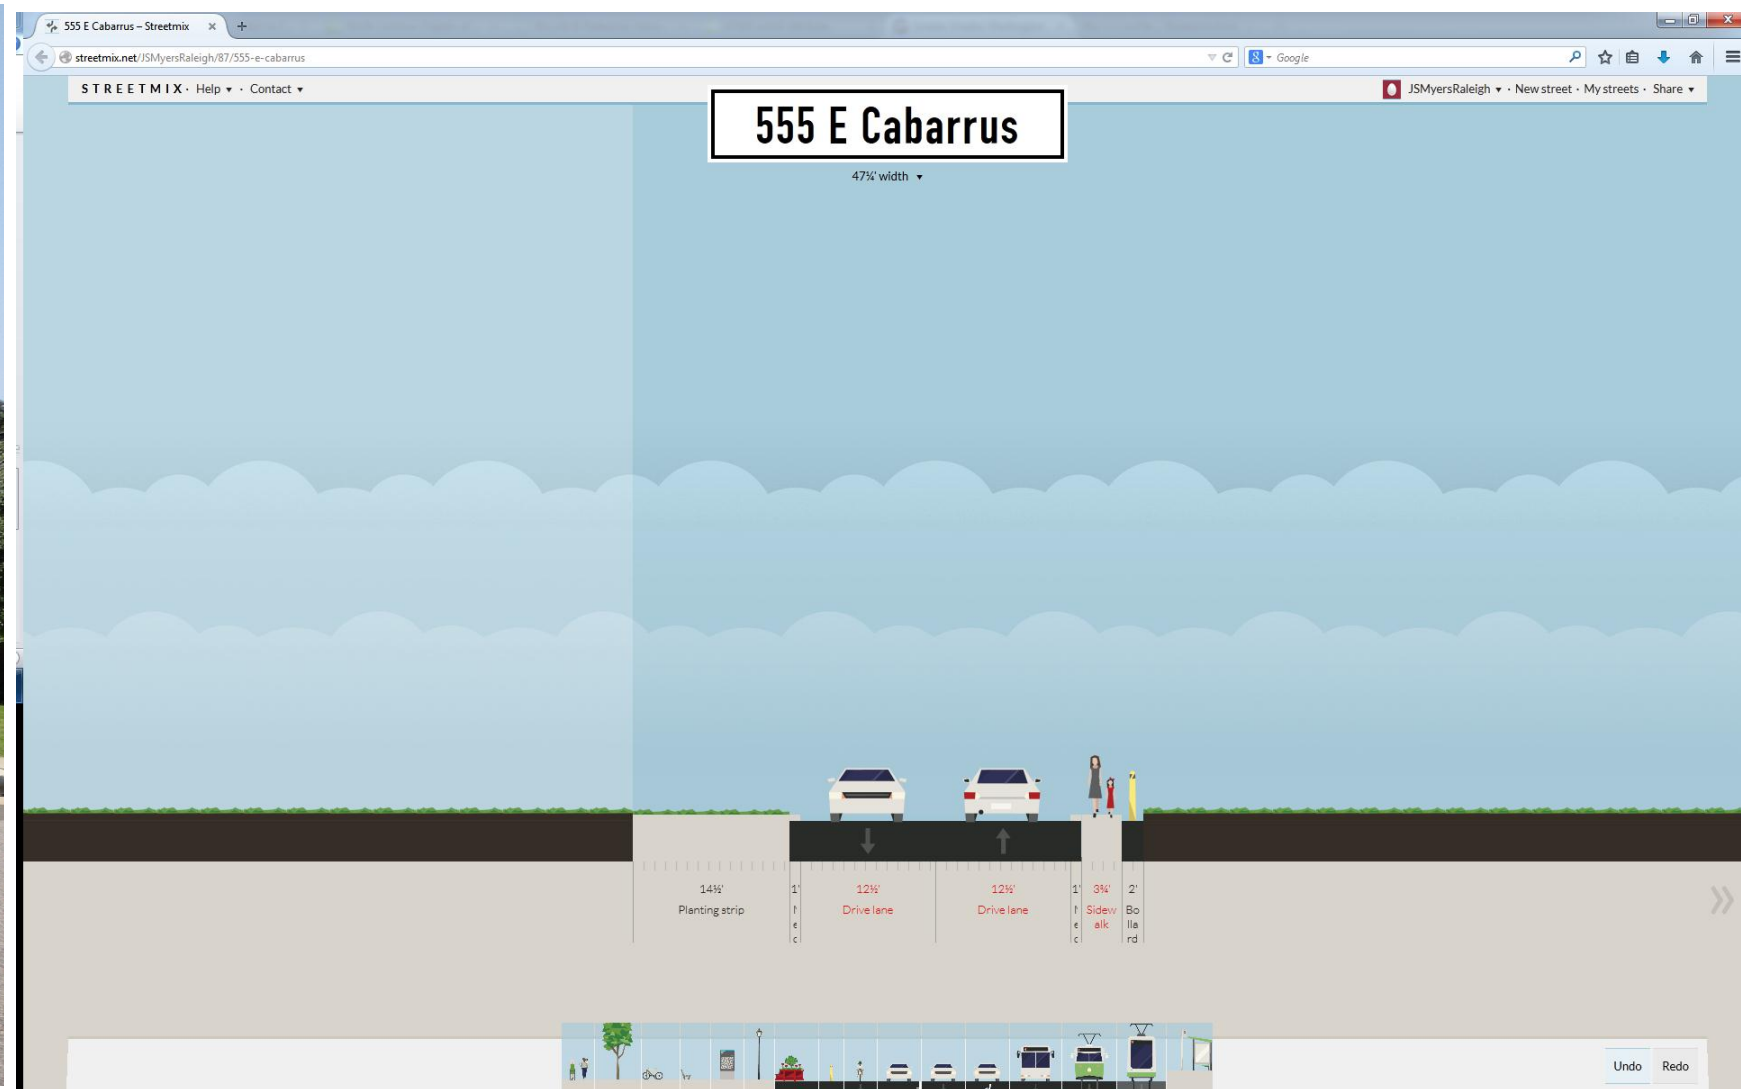 555 E Cabarrus – Streetmix
streetmix.net/JSMyersRaleigh/87/555-e-cabarrus
Google
STREETMIX · Help · Contact
JSMyersRaleigh · New street · My streets · Share
555 E Cabarrus
47¼' width
14½' 1' 12½' 12½' 1' 3¾' 2'
Planting strip Drive lane Drive lane Sidew Bo
alk lla
rd
Undo Redo